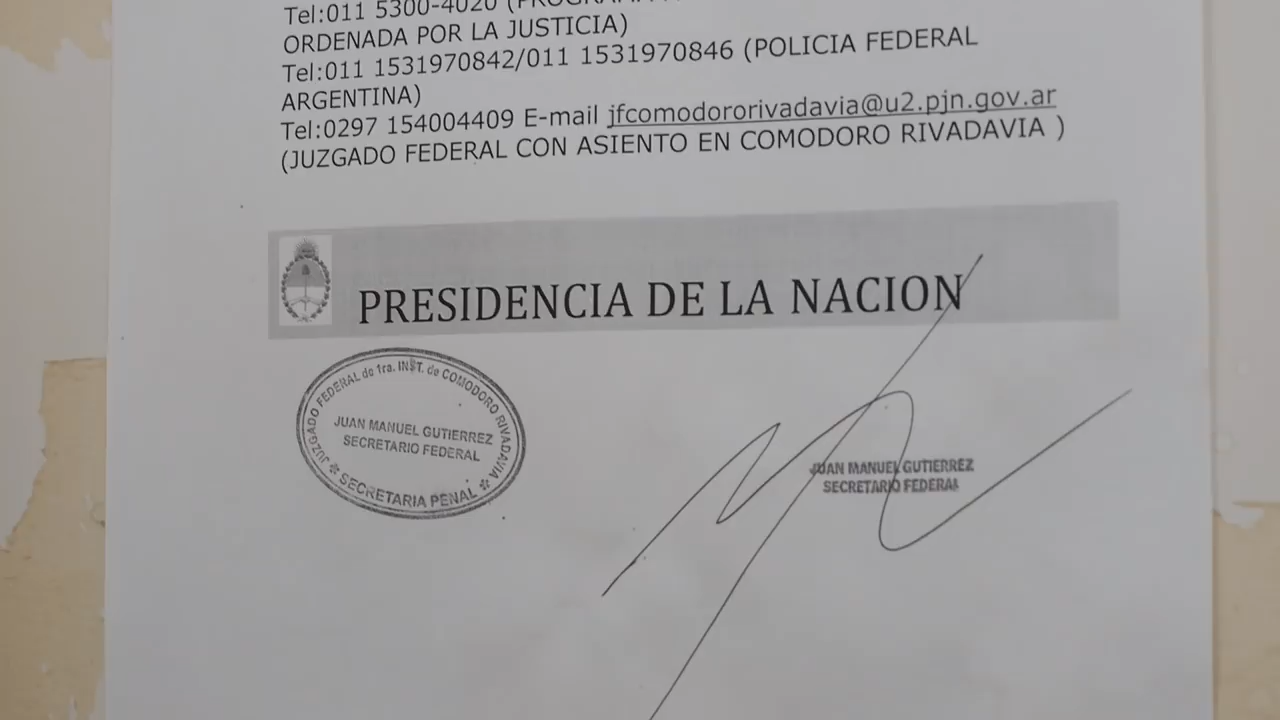 Tel:011 5300-4020
ORDENADA POR LA JUSTICIA)
Tel:011 1531970842/011 1531970846 (POLICIA FEDERAL
ARGENTINA)
Tel:0297 154004409 E-mail jfcomodororivadavia@u2.pjn.gov.ar
(JUZGADO FEDERAL CON ASIENTO EN COMODORO RIVADAVIA )
PRESIDENCIA DE LA NACION
JUZGADO FEDERAL de 1ra. INST. de COMODORO RIVADAVIA
JUAN MANUEL GUTIERREZ
SECRETARIO FEDERAL
* SECRETARIA PENAL *
JUAN MANUEL GUTIERREZ
SECRETARIO FEDERAL